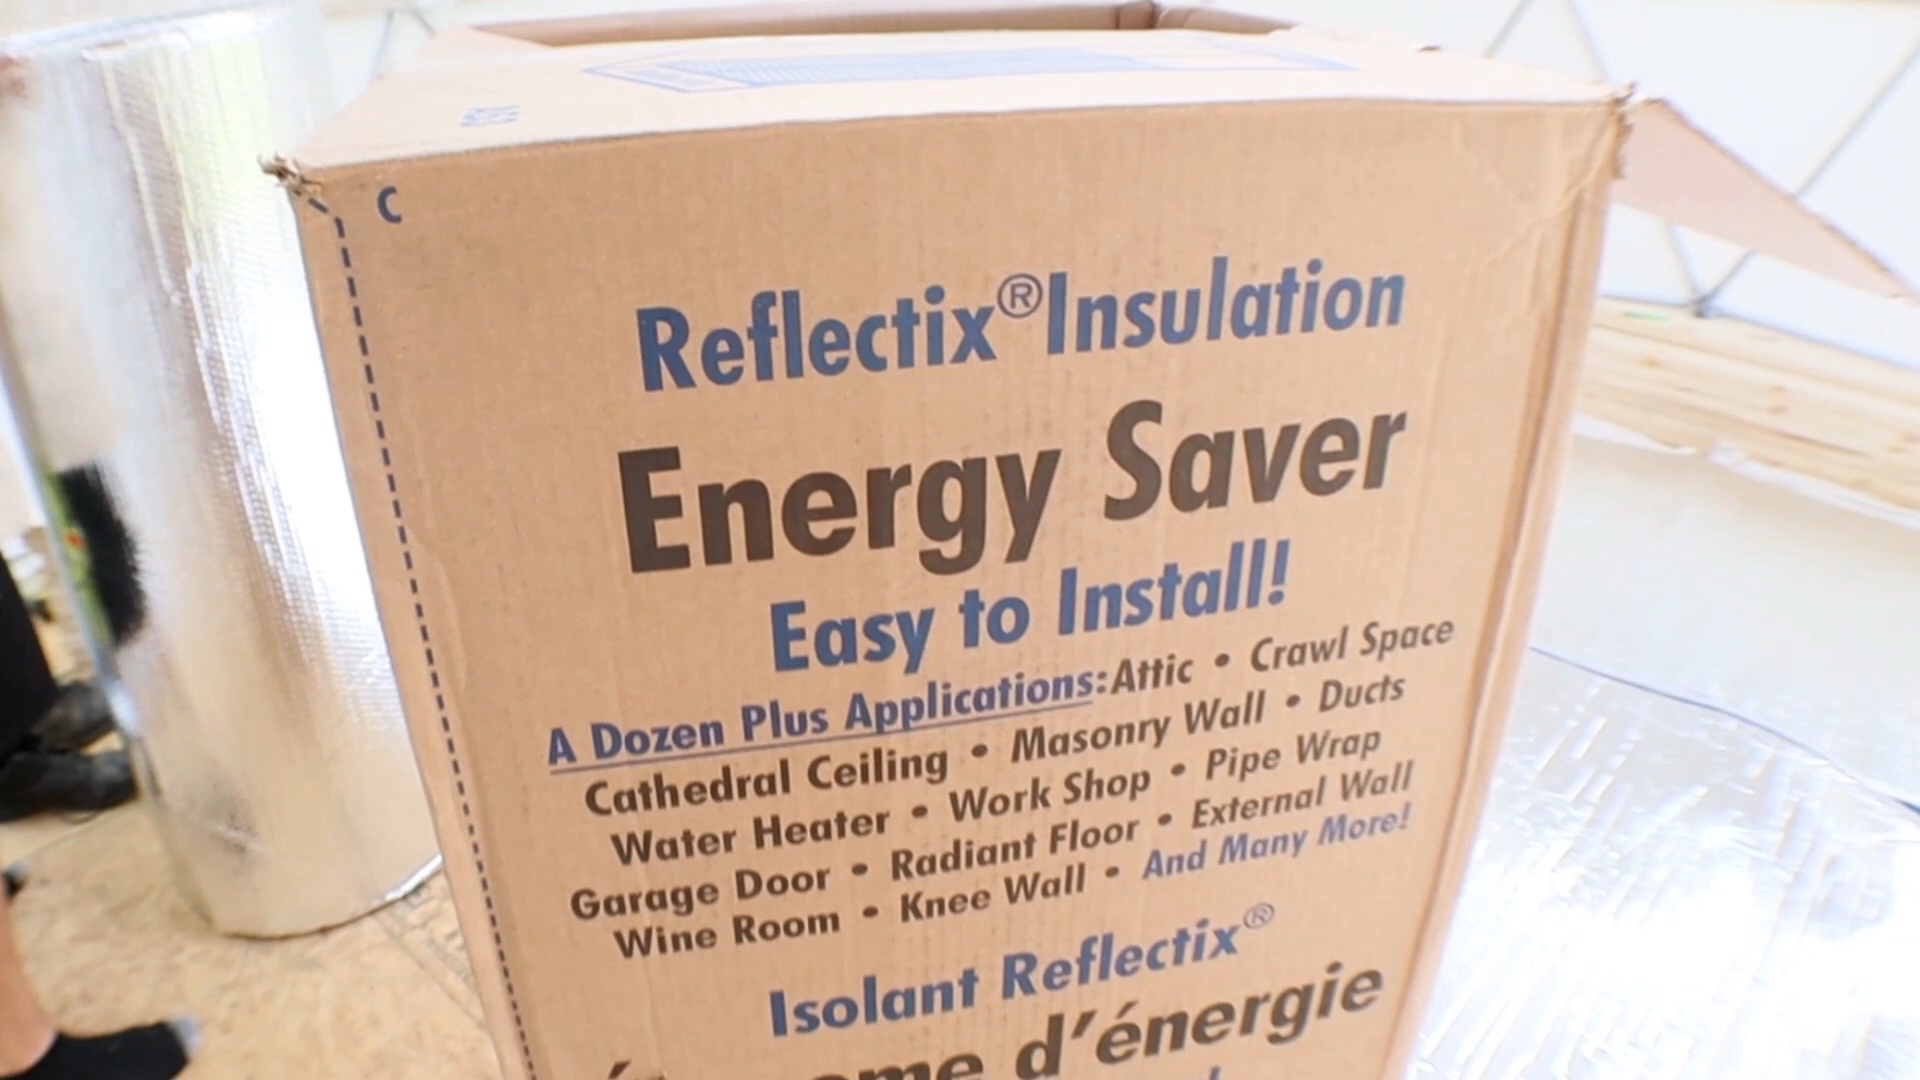 C
Reflectix®Insulation
Energy Saver
Easy to Install!
A Dozen Plus Applications: Attic • Crawl Space
Cathedral Ceiling • Masonry Wall • Ducts
Water Heater • Work Shop • Pipe Wrap
Garage Door • Radiant Floor • External Wall
Wine Room • Knee Wall • And Many More!
Isolant Reflectix®
d'énergie